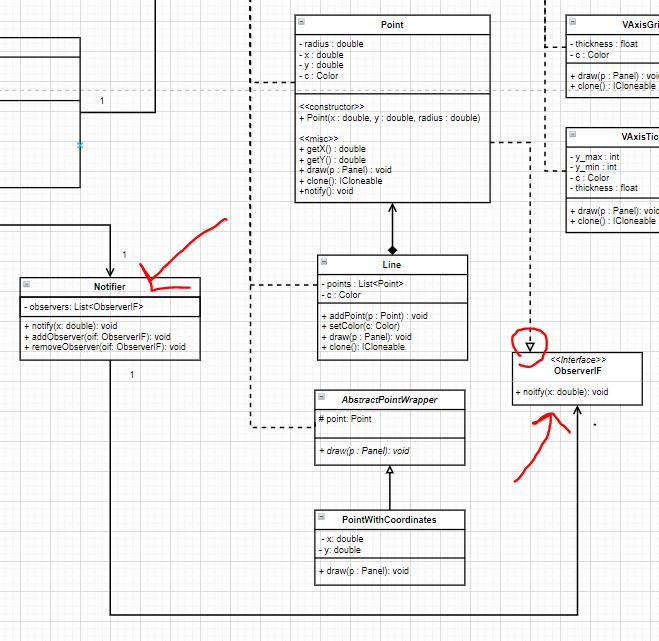 Point
- radius : double
- x : double
- y : double
- c : Color
<<constructor>>
+ Point(x : double, y : double, radius : double)
<<misc>>
+ getX() : double
+ getY() : double
+ draw(p : Panel) : void
+ clone(): ICloneable
+notify(): void
VAxisGri
- thickness : float
- c : Color
+ draw(p : Panel) : voi
+ clone() : ICloneable
VAxisTic
- y_max : int
- y_min : int
- c : Color
- thickness : float
+ draw(p : Panel): voi
+ clone() : ICloneable
1
1
Notifier
- observers: List<ObserverIF>
+ notify(x: double): void
+ addObserver(oif: ObserverIF): void
+ removeObserver(oif: ObserverIF): void
1
Line
- points : List<Point>
- c : Color
+ addPoint(p : Point) : void
+ setColor(c: Color)
+ draw(p : Panel): void
+ clone(): ICloneable
<<Interface>>
ObserverIF
+ noitfy(x: double): void
AbstractPointWrapper
# point: Point
+ draw(p : Panel): void
PointWithCoordinates
- x: double
- y: double
+ draw(p : Panel): void